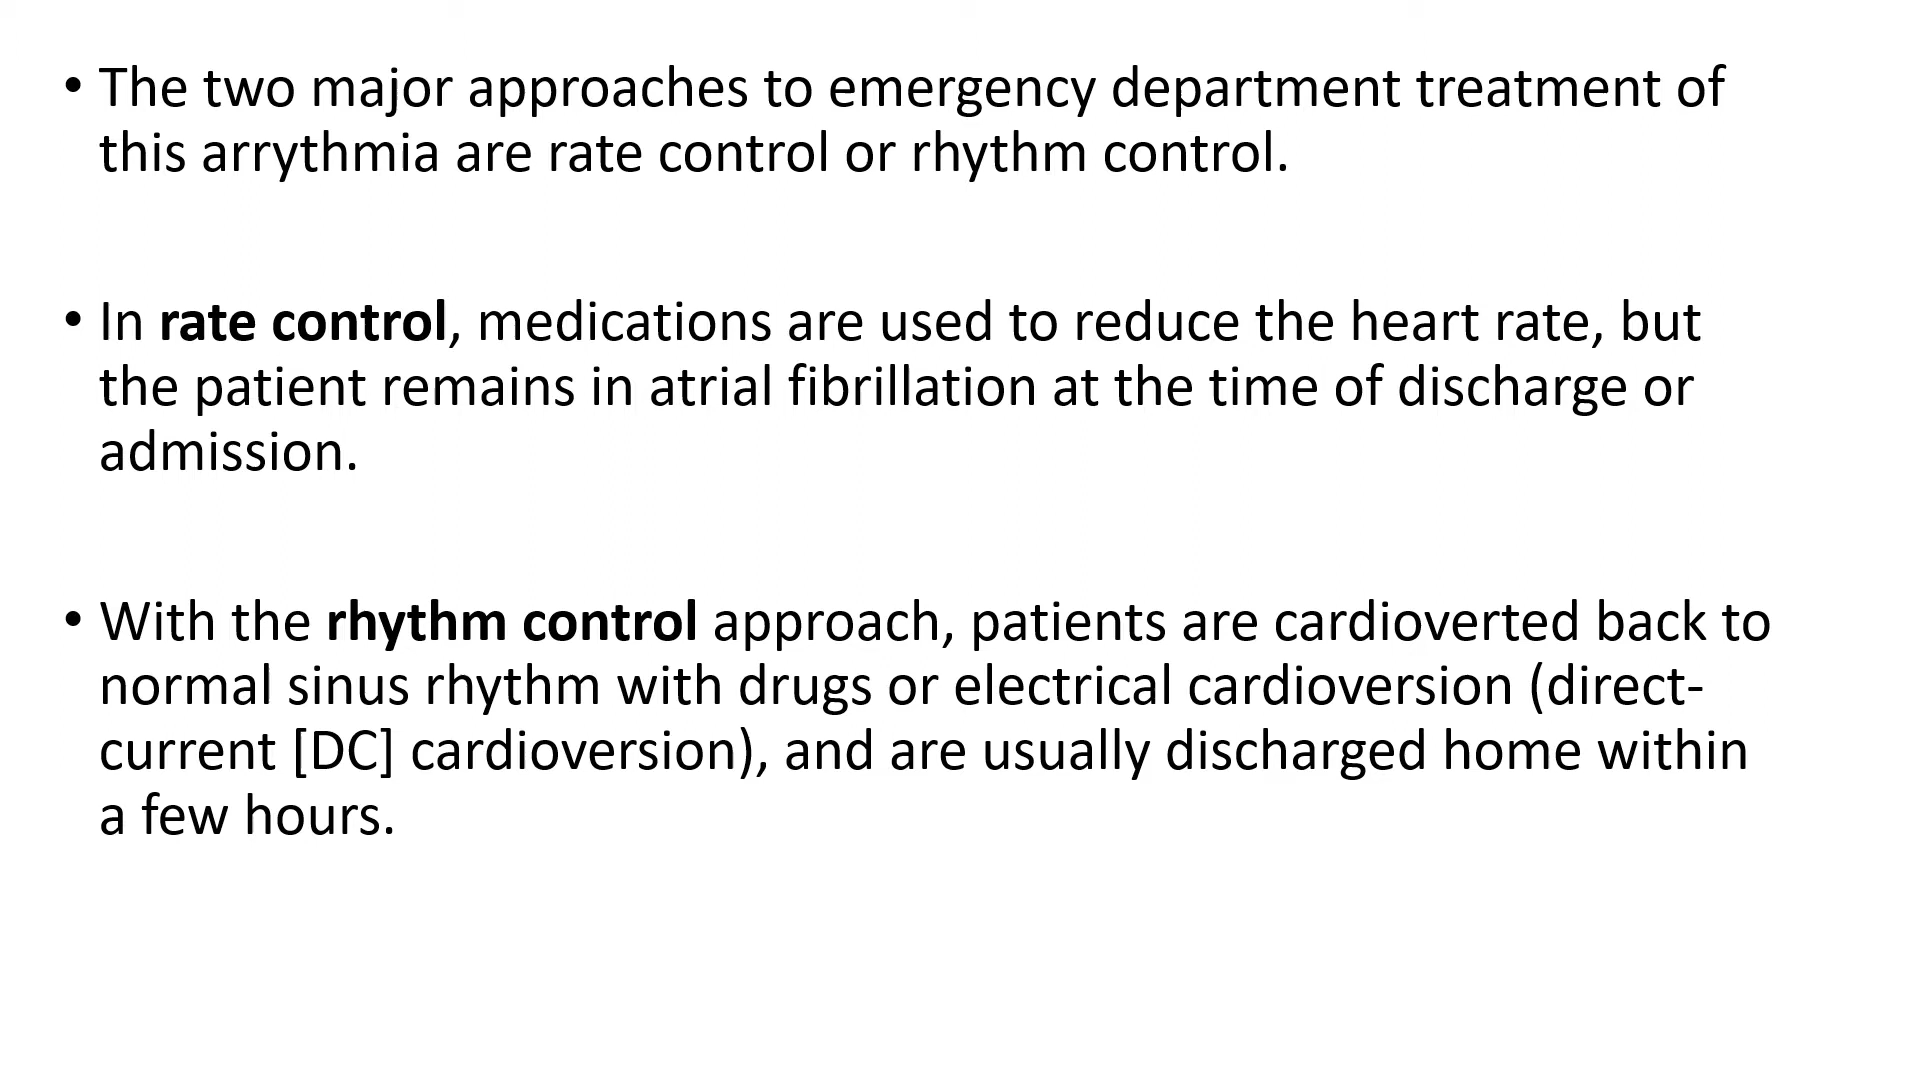 • The two major approaches to emergency department treatment of
this arrythmia are rate control or rhythm control.
• In rate control, medications are used to reduce the heart rate, but
the patient remains in atrial fibrillation at the time of discharge or
admission.
• With the rhythm control approach, patients are cardioverted back to
normal sinus rhythm with drugs or electrical cardioversion (direct-
current [DC] cardioversion), and are usually discharged home within
a few hours.